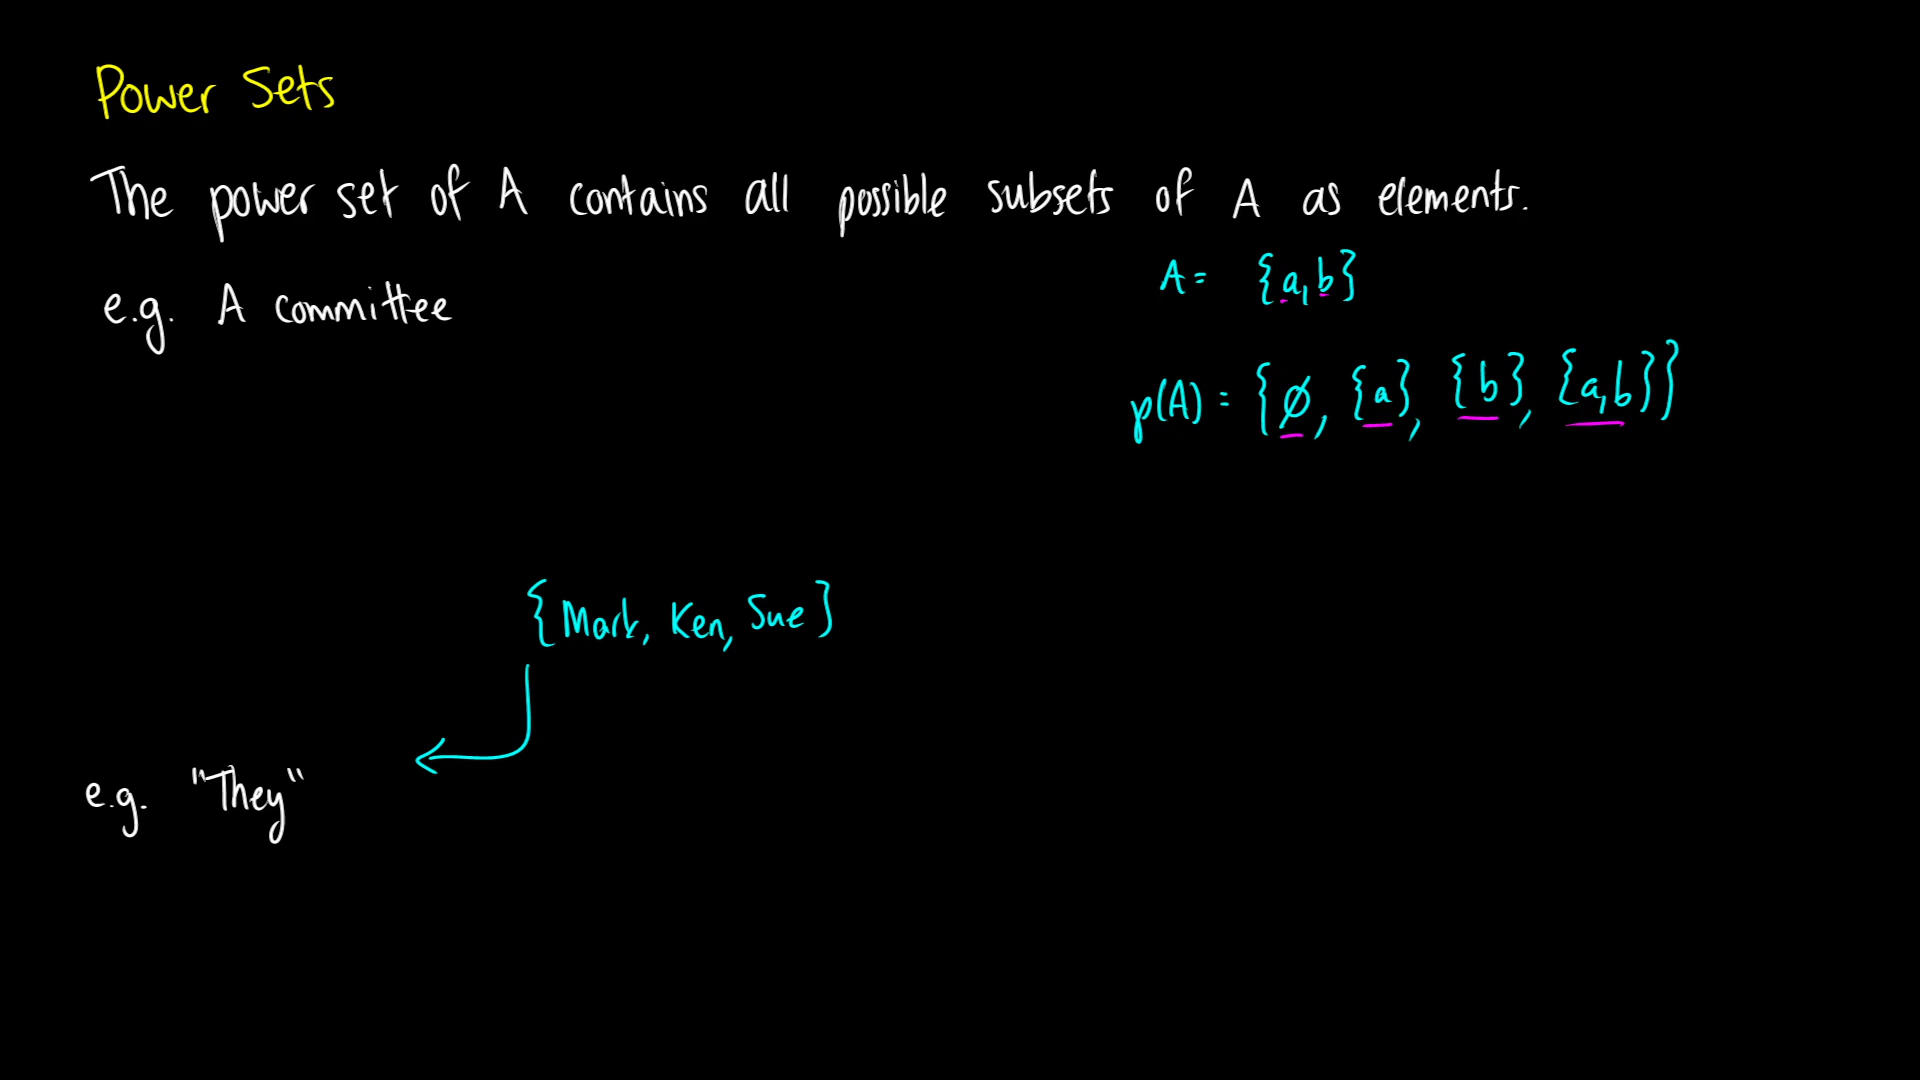 Power Sets
The power set of A contains all possible subsets of A as elements.
A = {a, b}
e.g. A committee
p(A) = {∅, {a}, {b}, {a,b}}
{Mark, Ken, Sue}
e.g. "They"